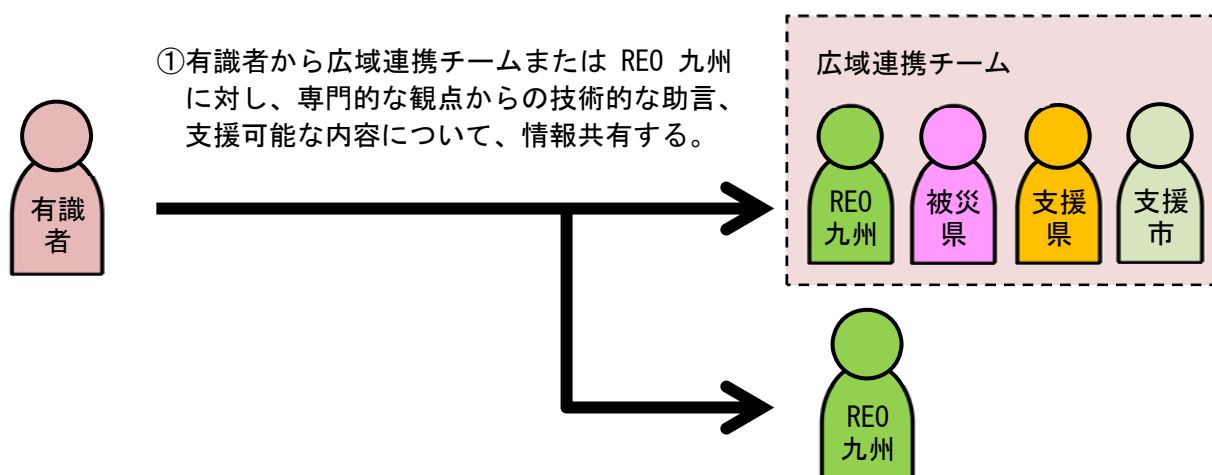 ①有識者から広域連携チームまたは REO 九州
に対し、専門的な観点からの技術的な助言、
支援可能な内容について、情報共有する。
有識
者
広域連携チーム
REO
九州
被災
県
支援
県
支援
市
REO
九州